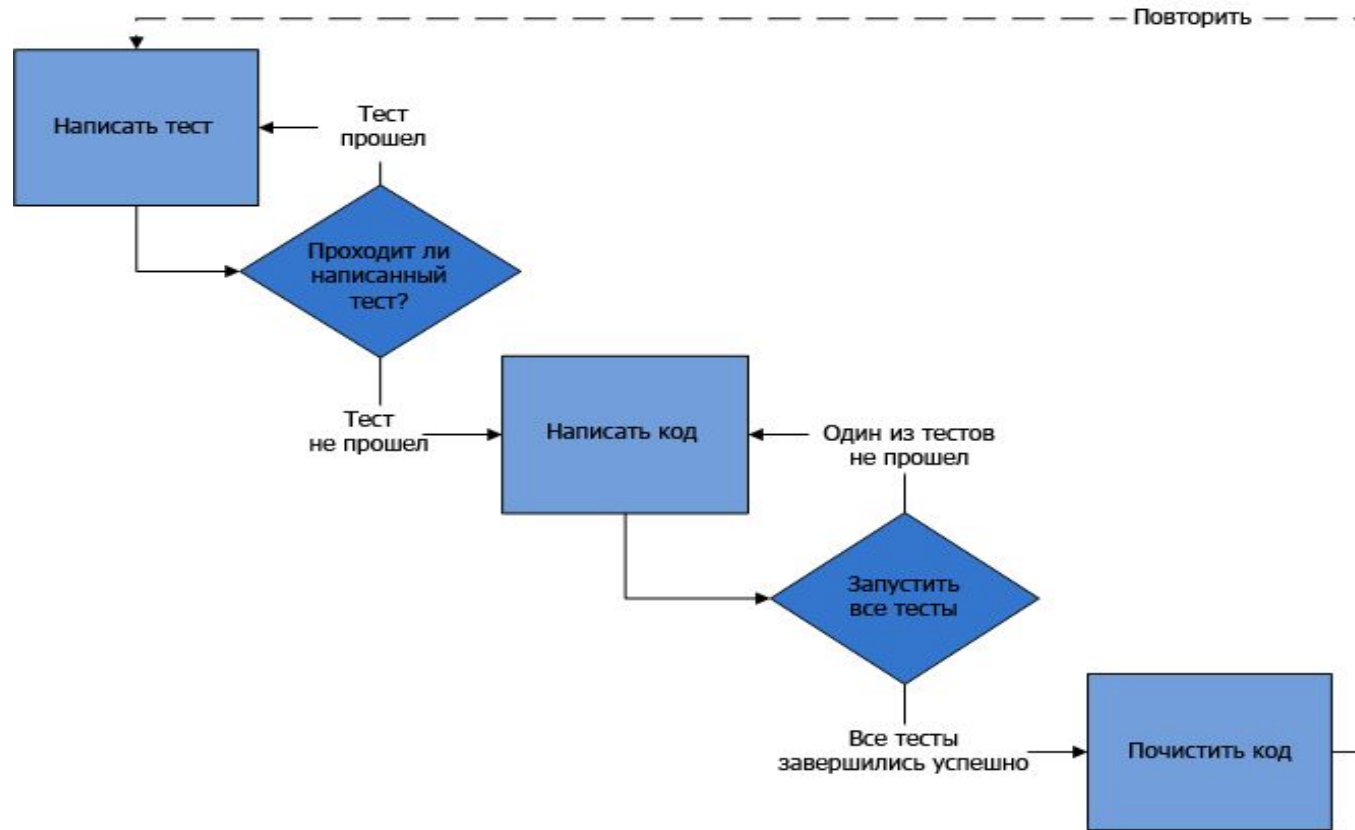 Повторить
Написать тест
Тест
прошел
Проходит ли
написанный
тест?
Тест
не прошел
Написать код
Один из тестов
не прошел
Запустить
все тесты
Все тесты
завершились успешно
Почистить код